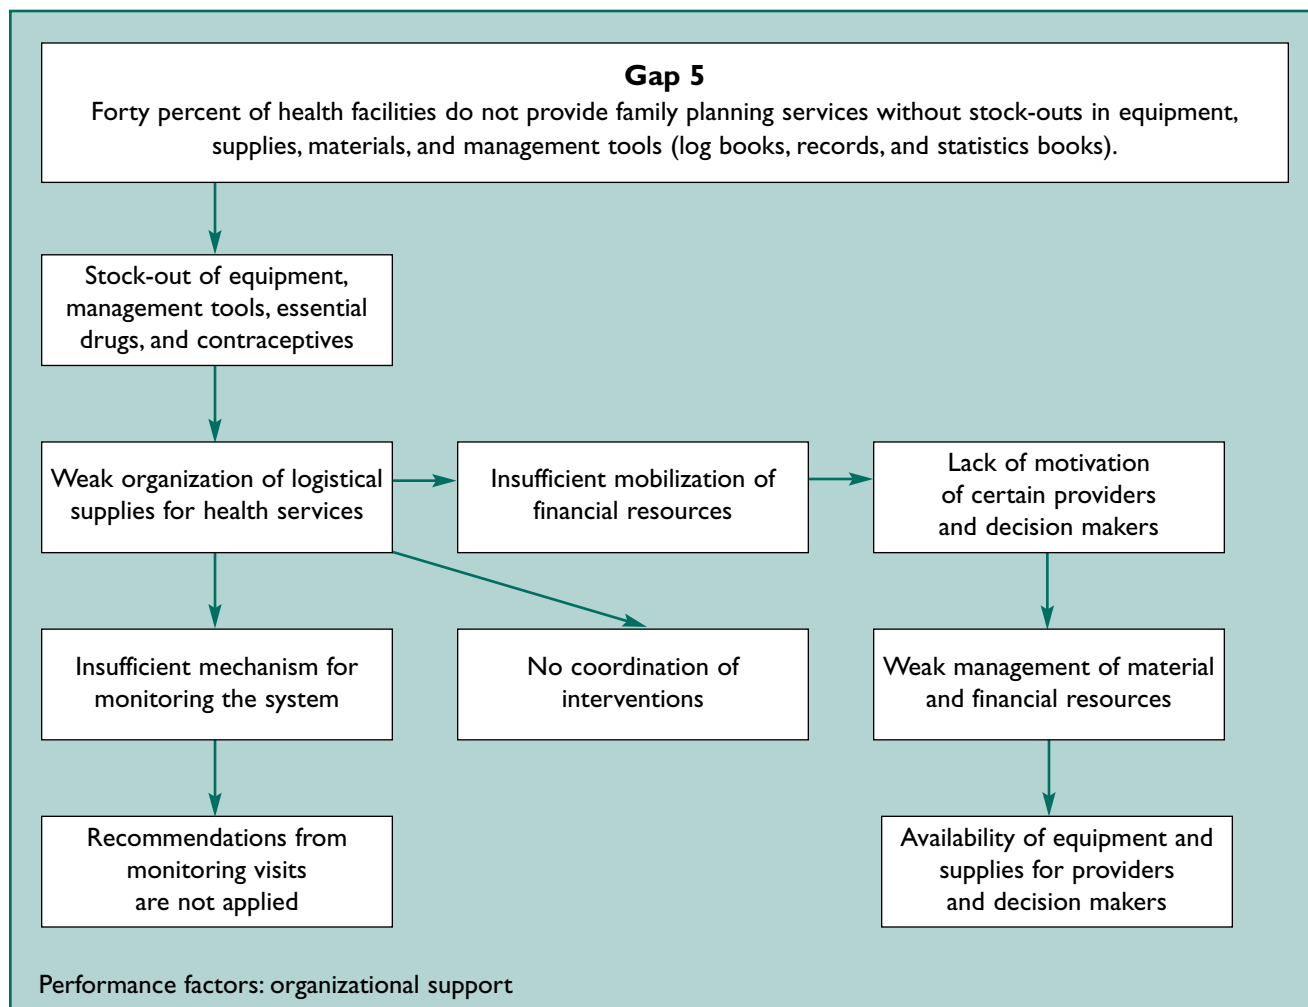 Gap 5
Forty percent of health facilities do not provide family planning services without stock-outs in equipment,
supplies, materials, and management tools (log books, records, and statistics books).
Stock-out of equipment,
management tools, essential
drugs, and contraceptives
Weak organization of logistical
supplies for health services
Insufficient mobilization of
financial resources
Lack of motivation
of certain providers
and decision makers
Insufficient mechanism for
monitoring the system
No coordination of
interventions
Weak management of material
and financial resources
Recommendations from
monitoring visits
are not applied
Availability of equipment and
supplies for providers
and decision makers
Performance factors: organizational support